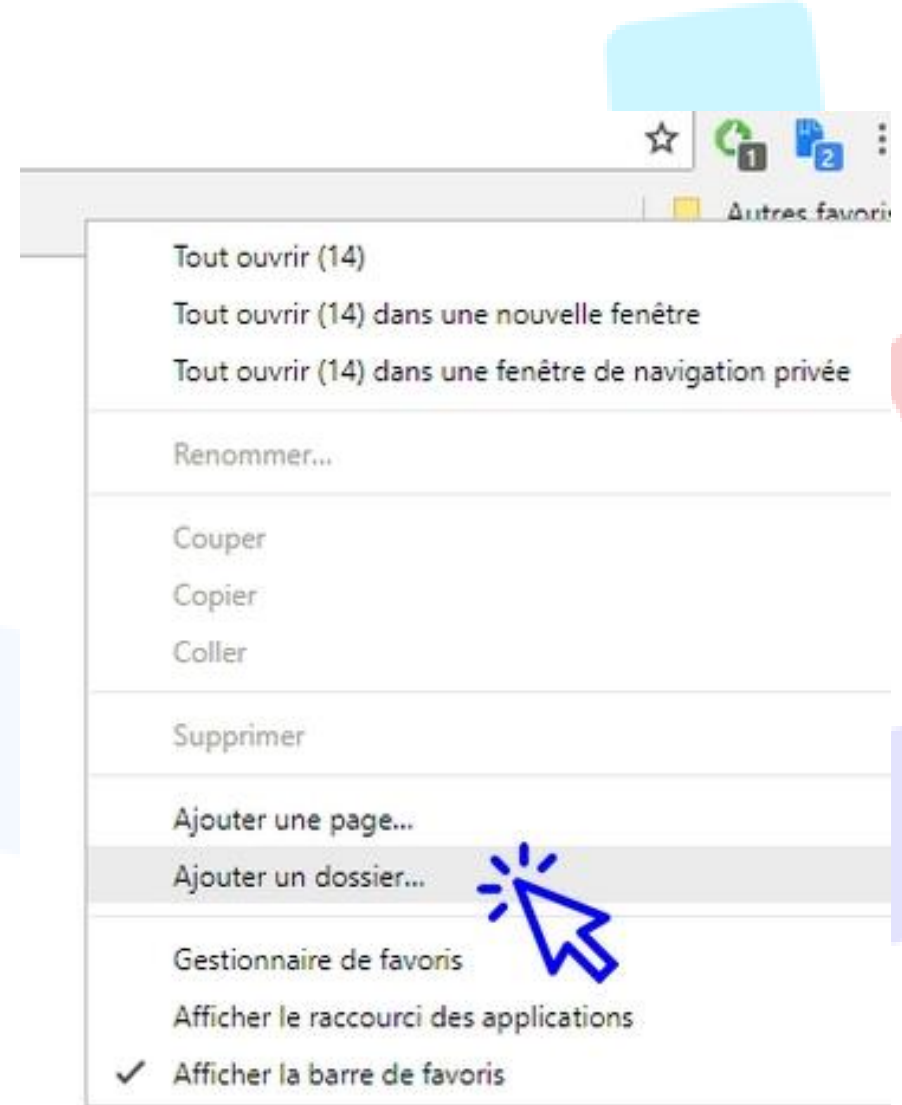 1
2
Autres favoris
Tout ouvrir (14)
Tout ouvrir (14) dans une nouvelle fenêtre
Tout ouvrir (14) dans une fenêtre de navigation privée
Renommer...
Couper
Copier
Coller
Supprimer
Ajouter une page...
Ajouter un dossier...
Gestionnaire de favoris
Afficher le raccourci des applications
Afficher la barre de favoris